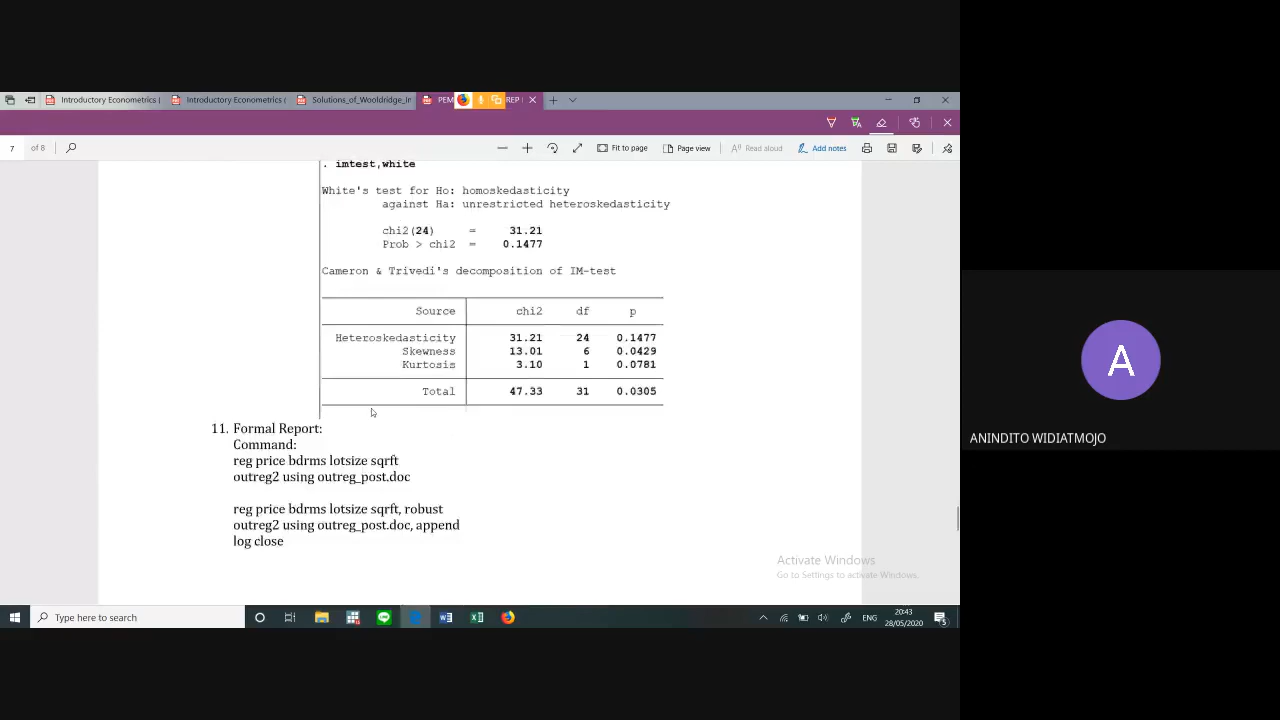 Introductory Econometrics (
Introductory Econometrics (
Solutions_of_Wooldridge_In
PEM
REP
7 of 8
Fit to page
Page view
Read aloud
Add notes
. imtest,white
White's test for Ho: homoskedasticity
against Ha: unrestricted heteroskedasticity
chi2(24) = 31.21
Prob > chi2 = 0.1477
Cameron & Trivedi's decomposition of IM-test
Source chi2 df p
Heteroskedasticity 31.21 24 0.1477
Skewness 13.01 6 0.0429
Kurtosis 3.10 1 0.0781
Total 47.33 31 0.0305
11. Formal Report:
Command:
reg price bdrms lotsize sqrft
outreg2 using outreg_post.doc
reg price bdrms lotsize sqrft, robust
outreg2 using outreg_post.doc, append
log close
Activate Windows
Go to Settings to activate Windows.
A
ANINDITO WIDIATMOJO
Type here to search
ENG
20:43
28/05/2020
5